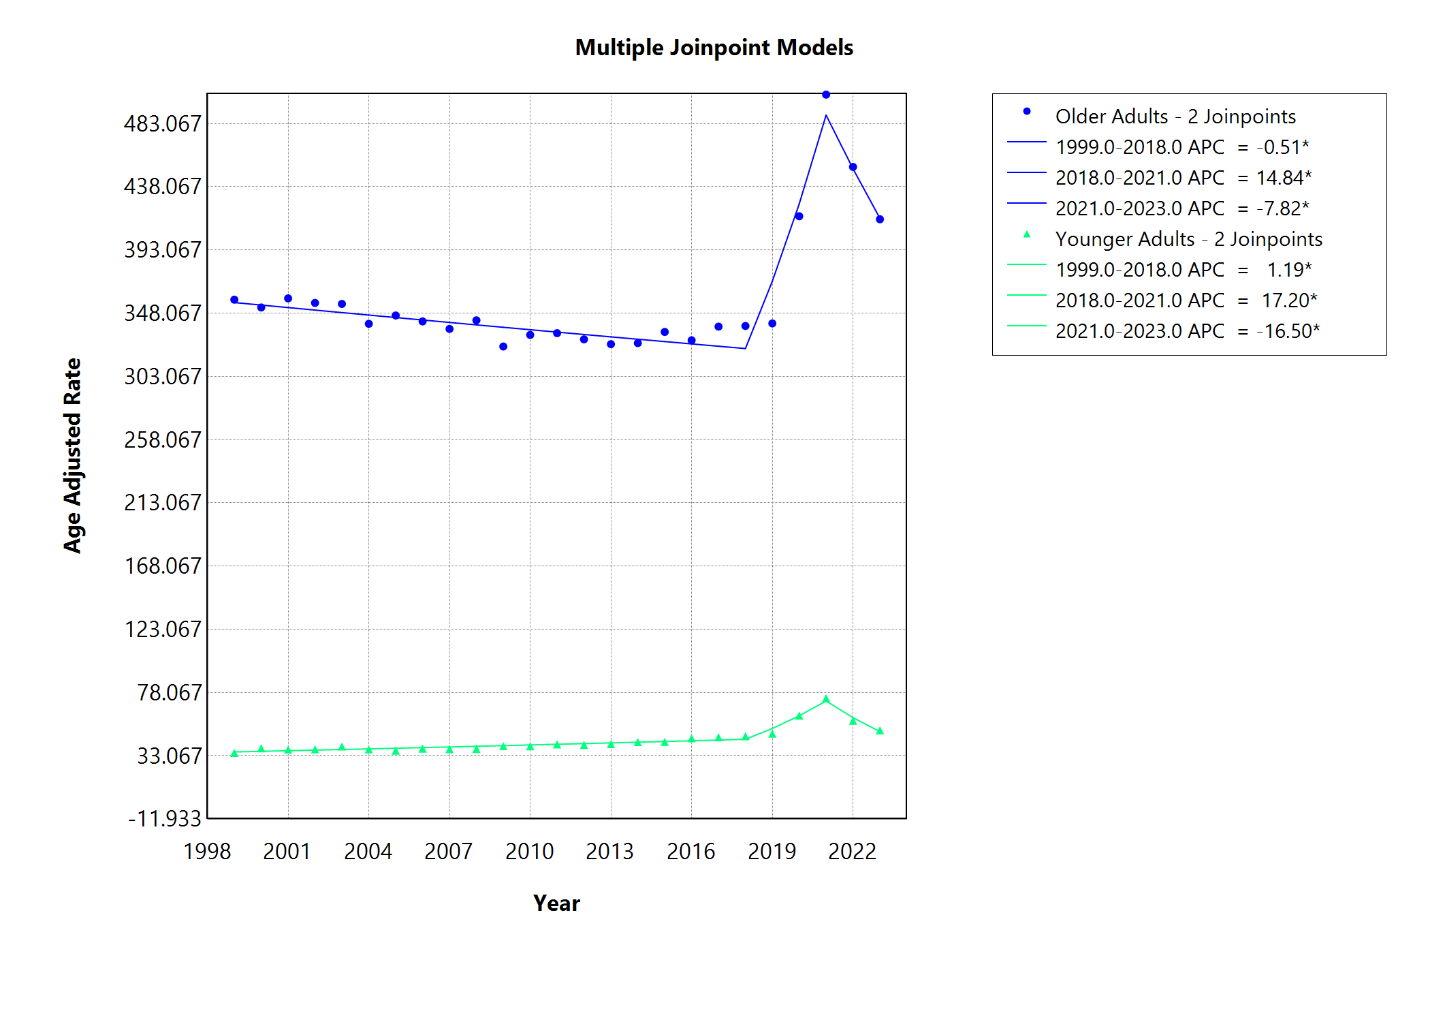 Multiple Joinpoint Models
483.067
438.067
393.067
348.067
303.067
258.067
213.067
168.067
123.067
78.067
33.067
-11.933
Age Adjusted Rate
1998 2001 2004 2007 2010 2013 2016 2019 2022
Year
Older Adults - 2 Joinpoints
1999.0-2018.0 APC = -0.51*
2018.0-2021.0 APC = 14.84*
2021.0-2023.0 APC = -7.82*
Younger Adults - 2 Joinpoints
1999.0-2018.0 APC = 1.19*
2018.0-2021.0 APC = 17.20*
2021.0-2023.0 APC = -16.50*